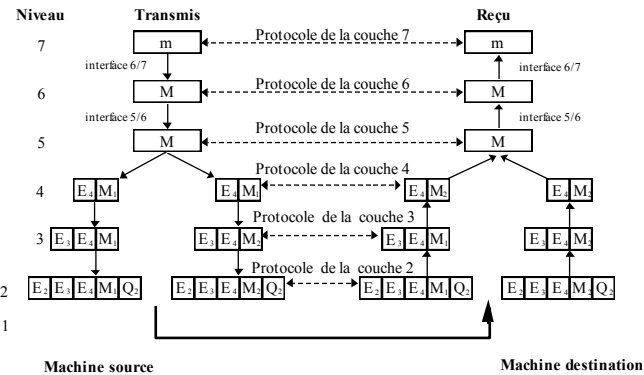 Niveau Transmis Reçu
7 m Protocole de la couche 7 m
interface 6/7 interface 6/7
6 M Protocole de la couche 6 M
interface 5/6 interface 5/6
5 M Protocole de la couche 5 M
4 E4 M1 E4 M1 Protocole de la couche 4 E4 M2 E4 M2
3 E3 E4 M1 E3 E4 M2 Protocole de la couche 3 E3 E4 M1 E3 E4 M2
2 E2 E3 E4 M1 Q2 E2 E3 E4 M2 Q2 Protocole de la couche 2 E2 E3 E4 M1 Q2 E2 E3 E4 M2 Q2
1
Machine source Machine destination